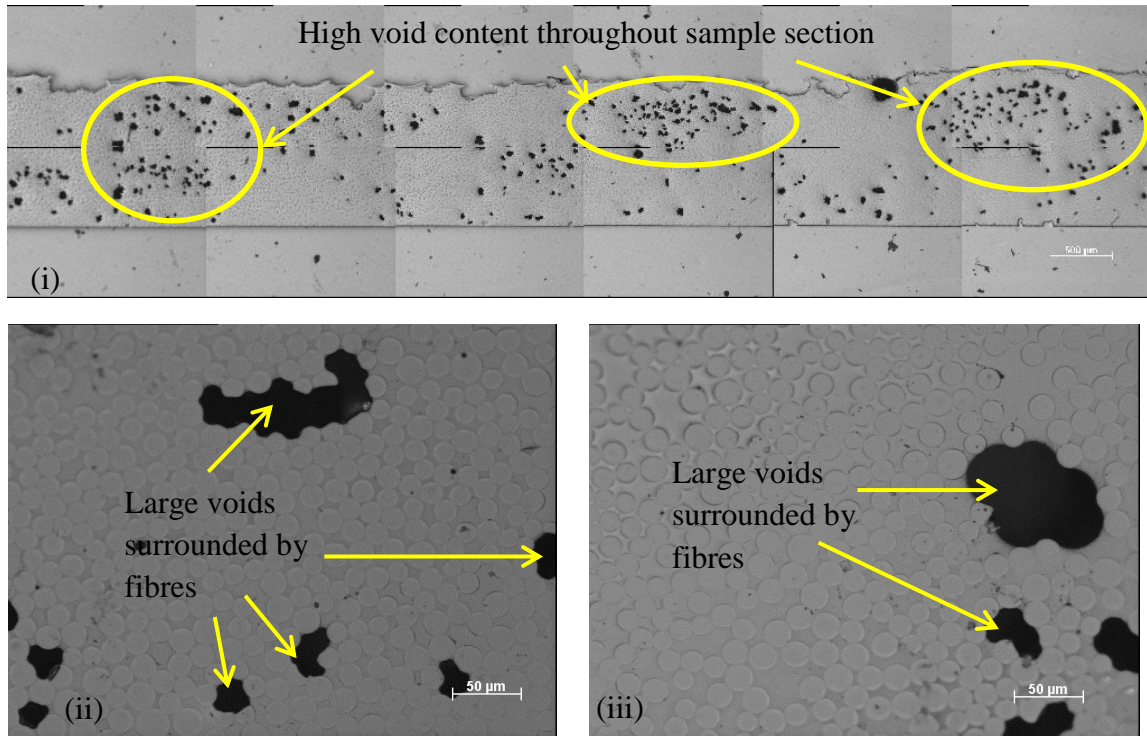 High void content throughout sample section
500 µm
(i)
Large voids
surrounded by
fibres
50 µm
(ii)
Large voids
surrounded by
fibres
50 µm
(iii)